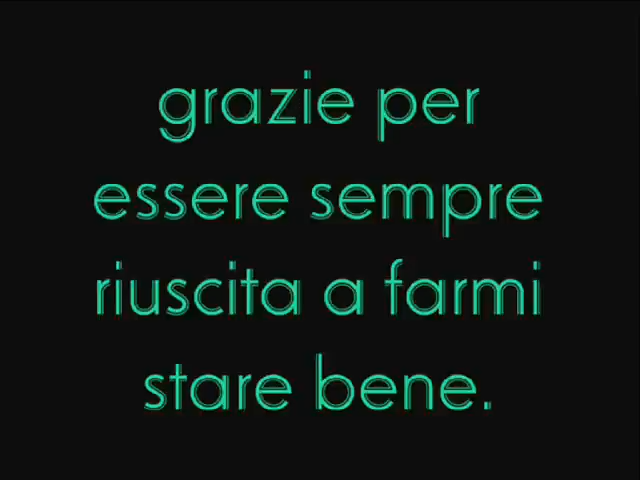 grazie per
essere sempre
riuscita a farmi
stare bene.